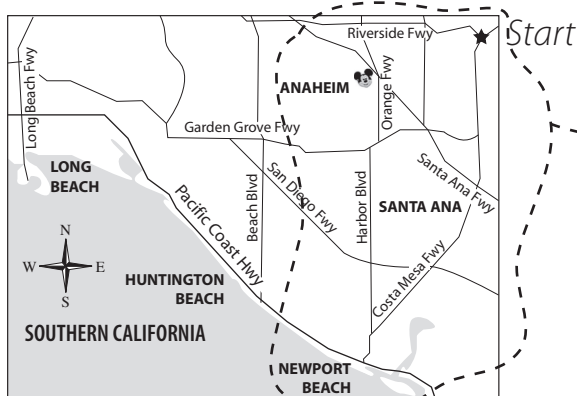 Riverside Fwy
Start
ANAHEIM
Orange Fwy
Long Beach Fwy
Garden Grove Fwy
LONG
BEACH
Pacific Coast Hwy
Beach Blvd
San Diego Fwy
Harbor Blvd
Santa Ana Fwy
SANTA ANA
Costa Mesa Fwy
N
W
E
S
HUNTINGTON
BEACH
SOUTHERN CALIFORNIA
NEWPORT
BEACH